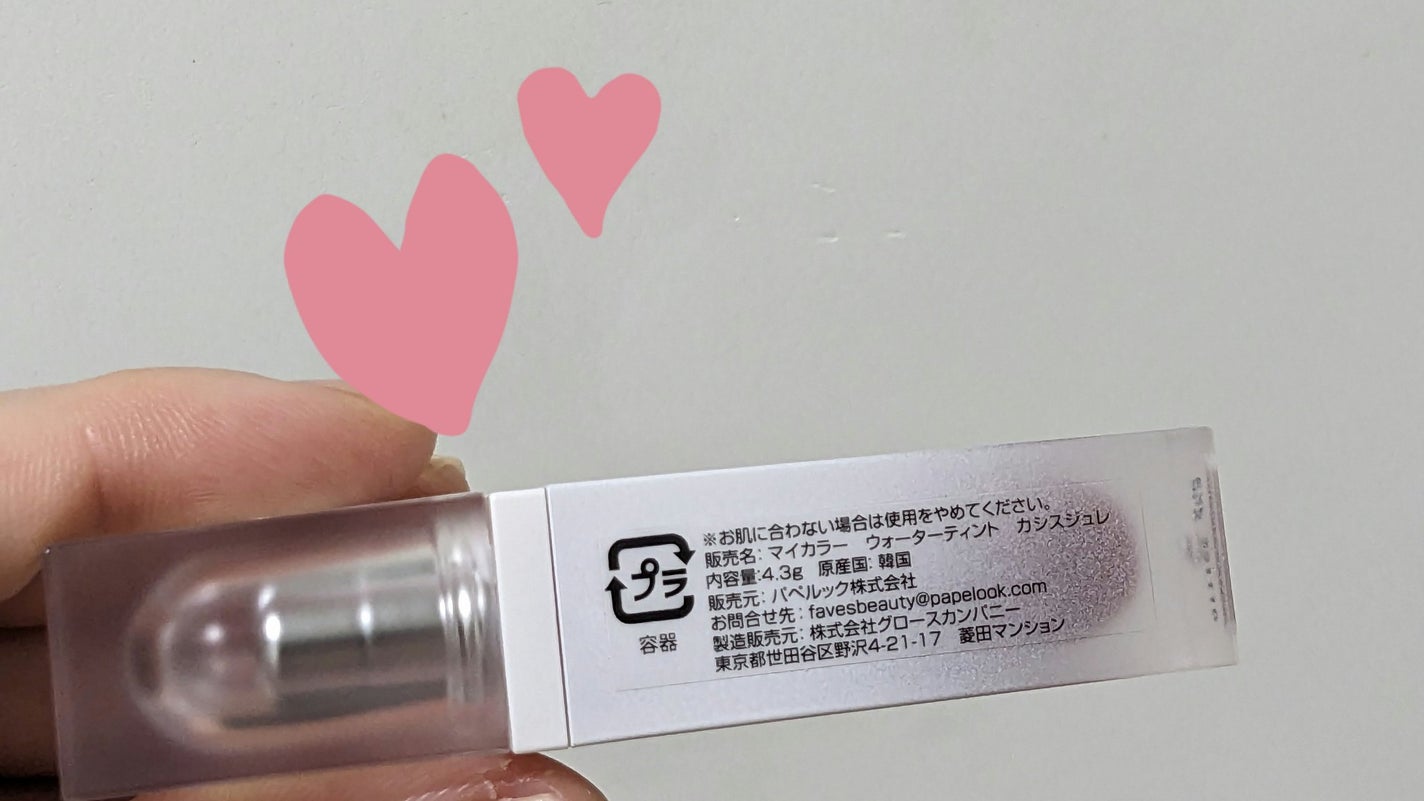 ※お肌に合わない場合は使用をやめてください。
販売名：マイカラー　ウォーターティント　カシスジュレ
内容量:4.3g　原産国：韓国
販売元：パペルック株式会社
お問合せ先：favesbeauty@papelook.com
製造販売元：株式会社グロースカンパニー
東京都世田谷区野沢4-21-17　菱田マンション
プラ
容器